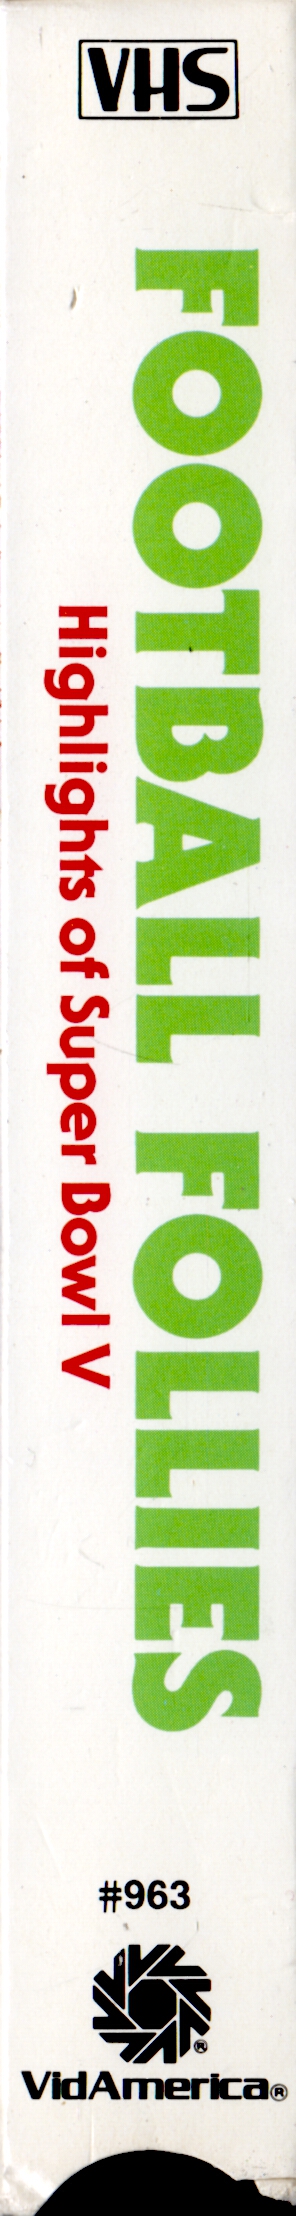 VHS
FOOTBALL FOLLIES
Highlights of Super Bowl V
#963
®
VidAmerica®